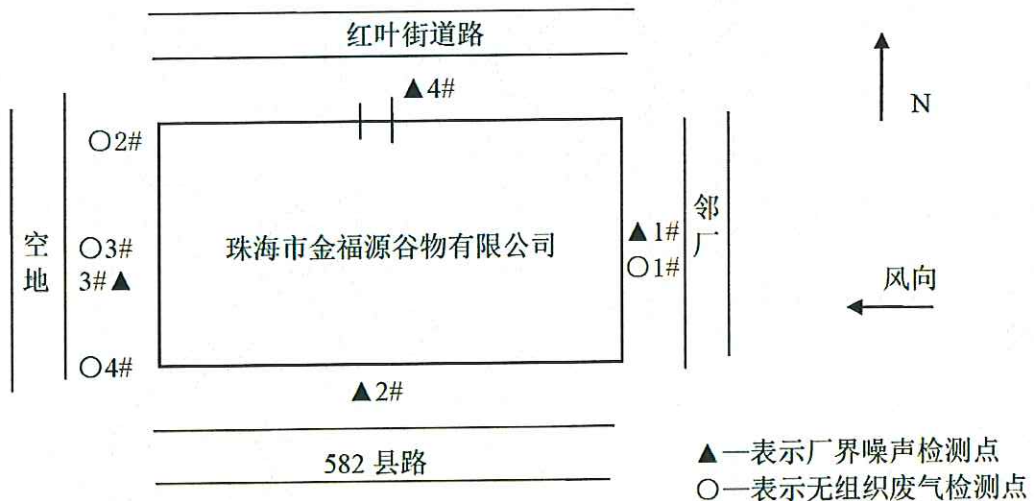 红叶街道路
▲4#
N
○2#
空地
○3#
3#▲
○4#
珠海市金福源谷物有限公司
▲1#
○1#
邻厂
风向
▲2#
582 县路
▲—表示厂界噪声检测点
○—表示无组织废气检测点